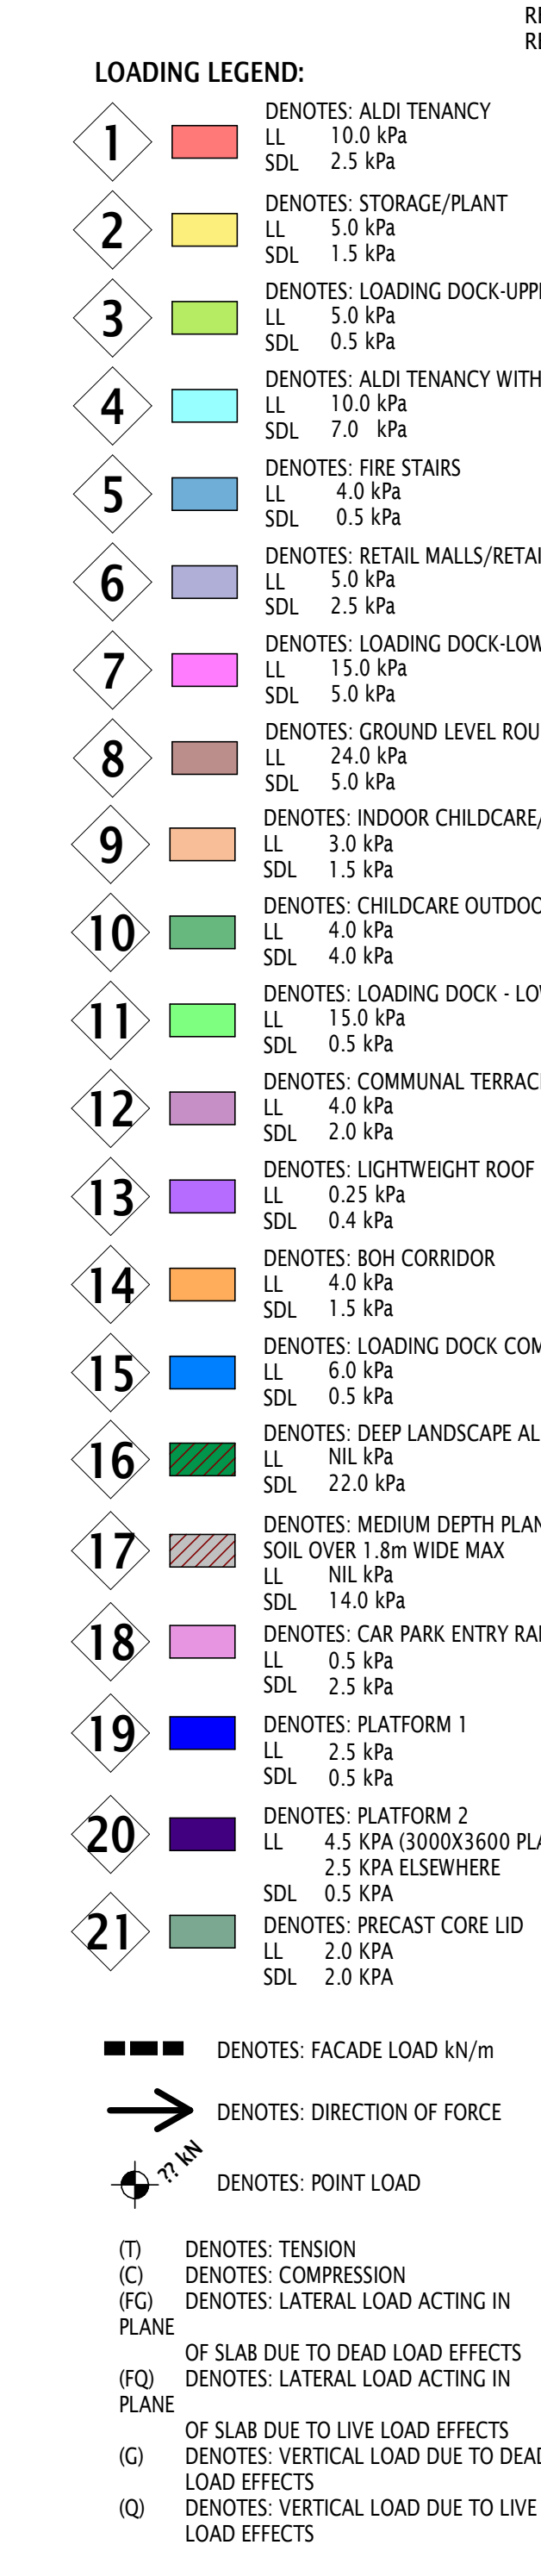 RE
RE
LOADING LEGEND:
1
DENOTES: ALDI TENANCY
LL 10.0 kPa
SDL 2.5 kPa
2
DENOTES: STORAGE/PLANT
LL 5.0 kPa
SDL 1.5 kPa
3
DENOTES: LOADING DOCK-UPP
LL 5.0 kPa
SDL 0.5 kPa
4
DENOTES: ALDI TENANCY WITH
LL 10.0 kPa
SDL 7.0 kPa
5
DENOTES: FIRE STAIRS
LL 4.0 kPa
SDL 0.5 kPa
6
DENOTES: RETAIL MALLS/RETAI
LL 5.0 kPa
SDL 2.5 kPa
7
DENOTES: LOADING DOCK-LOW
LL 15.0 kPa
SDL 5.0 kPa
8
DENOTES: GROUND LEVEL ROU
LL 24.0 kPa
SDL 5.0 kPa
9
DENOTES: INDOOR CHILDCARE/
LL 3.0 kPa
SDL 1.5 kPa
10
DENOTES: CHILDCARE OUTDOO
LL 4.0 kPa
SDL 4.0 kPa
11
DENOTES: LOADING DOCK - LOW
LL 15.0 kPa
SDL 0.5 kPa
12
DENOTES: COMMUNAL TERRAC
LL 4.0 kPa
SDL 2.0 kPa
13
DENOTES: LIGHTWEIGHT ROOF
LL 0.25 kPa
SDL 0.4 kPa
14
DENOTES: BOH CORRIDOR
LL 4.0 kPa
SDL 1.5 kPa
15
DENOTES: LOADING DOCK COM
LL 6.0 kPa
SDL 0.5 kPa
16
DENOTES: DEEP LANDSCAPE AL
LL NIL kPa
SDL 22.0 kPa
17
DENOTES: MEDIUM DEPTH PLAN
SOIL OVER 1.8m WIDE MAX
LL NIL kPa
SDL 14.0 kPa
18
DENOTES: CAR PARK ENTRY RA
LL 0.5 kPa
SDL 2.5 kPa
19
DENOTES: PLATFORM 1
LL 2.5 kPa
SDL 0.5 kPa
20
DENOTES: PLATFORM 2
LL 4.5 KPA (3000X3600 PLA
2.5 KPA ELSEWHERE
SDL 0.5 KPA
21
DENOTES: PRECAST CORE LID
LL 2.0 KPA
SDL 2.0 KPA
DENOTES: FACADE LOAD kN/m
DENOTES: DIRECTION OF FORCE
?? kN
DENOTES: POINT LOAD
(T) DENOTES: TENSION
(C) DENOTES: COMPRESSION
(FG) DENOTES: LATERAL LOAD ACTING IN
PLANE
OF SLAB DUE TO DEAD LOAD EFFECTS
(FQ) DENOTES: LATERAL LOAD ACTING IN
PLANE
OF SLAB DUE TO LIVE LOAD EFFECTS
(G) DENOTES: VERTICAL LOAD DUE TO DEAD
LOAD EFFECTS
(Q) DENOTES: VERTICAL LOAD DUE TO LIVE
LOAD EFFECTS